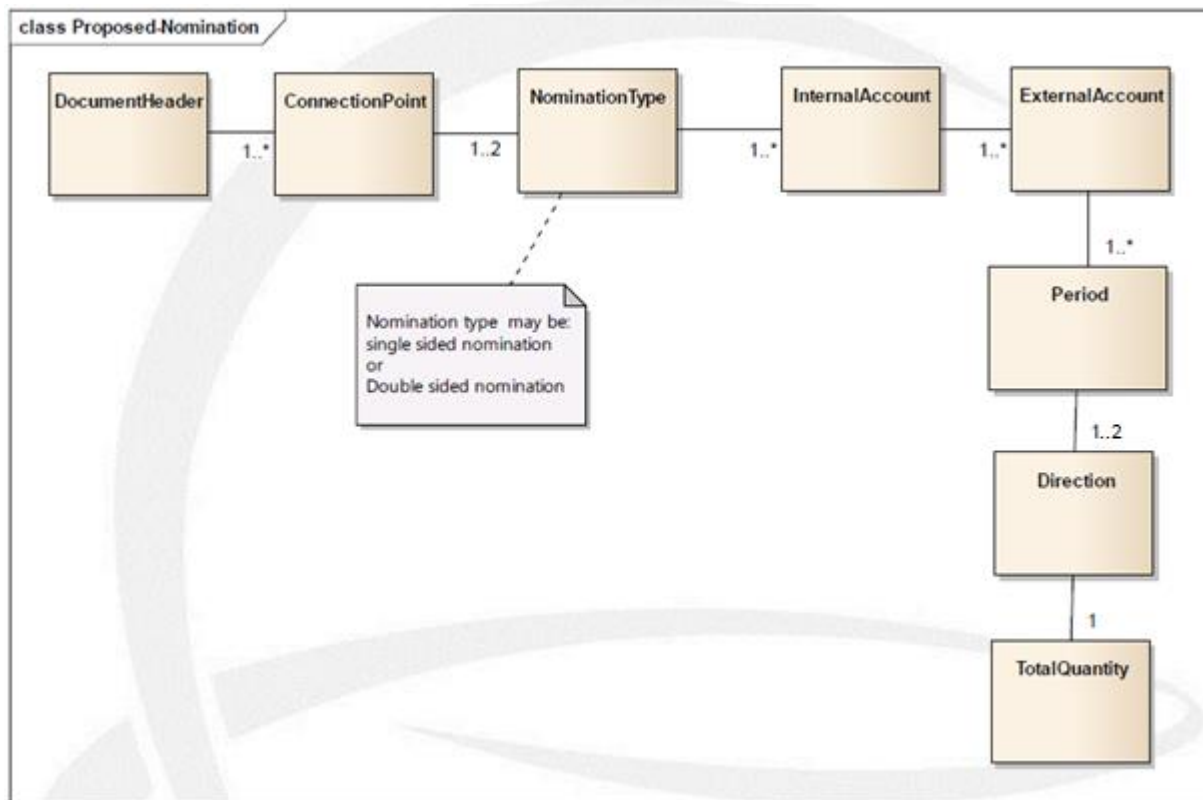 class Proposed-Nomination
DocumentHeader
ConnectionPoint
NominationType
InternalAccount
ExternalAccount
1..*
1..2
1..*
1..*
1..*
Nomination type may be:
single sided nomination
or
Double sided nomination
Period
1..2
Direction
1
TotalQuantity